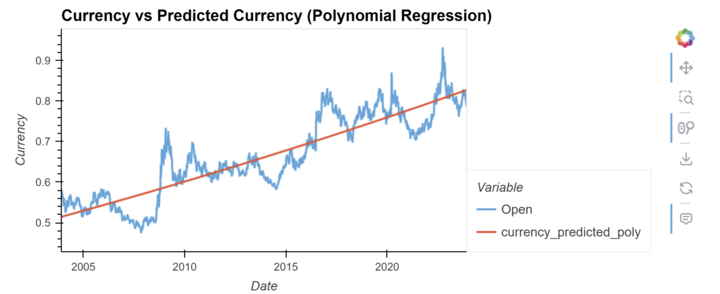 Currency vs Predicted Currency (Polynomial Regression)
Currency
0.9
0.8
0.7
0.6
0.5
2005 2010 2015 2020
Date
Variable
Open
currency_predicted_poly